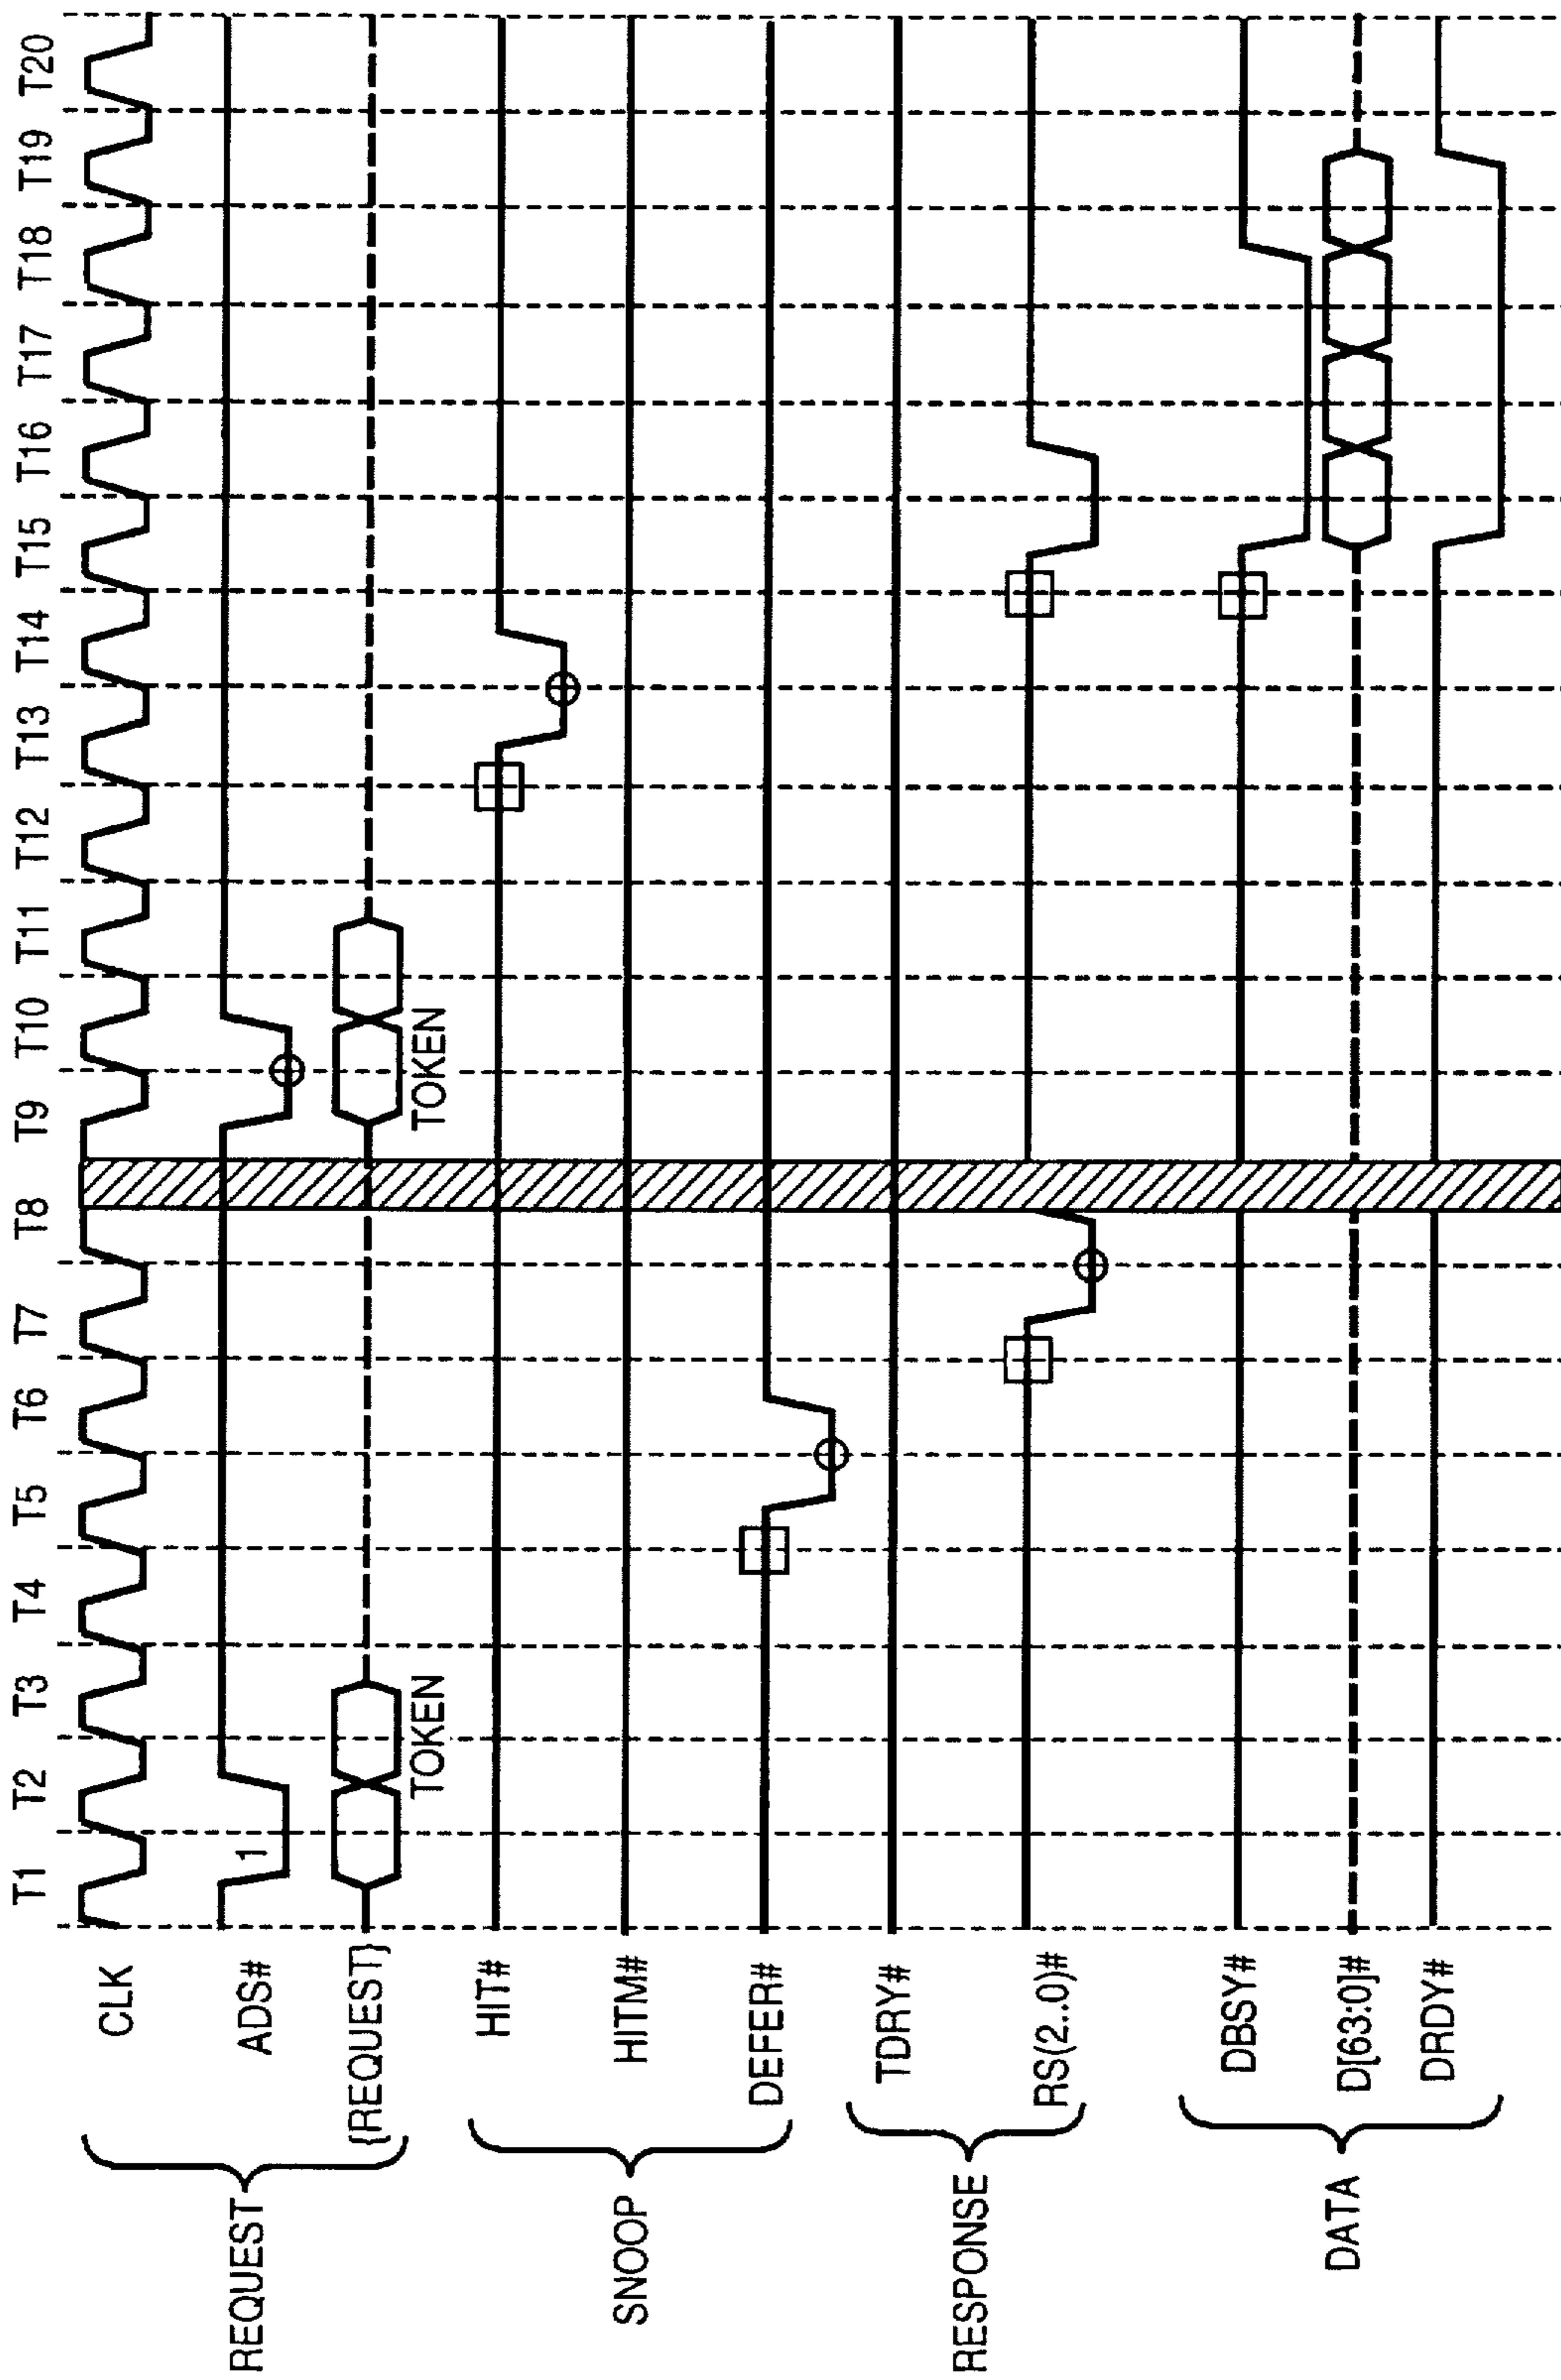 T1 T2 T3 T4 T5 T6 T7 T8 T9 T10 T11 T12 T13 T14 T15 T16 T17 T18 T19 T20
CLK
REQUEST
ADS#
1
{REQUEST}
TOKEN
TOKEN
SNOOP
HIT#
HITM#
DEFER#
RESPONSE
TDRY#
RS(2..0)#
DATA
DBSY#
D[63:0]#
DRDY#